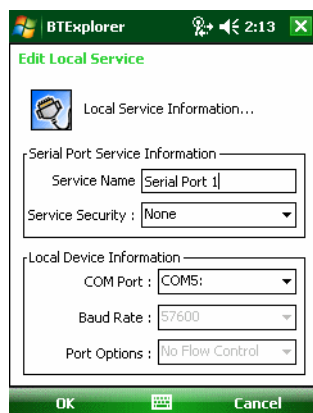 BTExplorer 2:13
Edit Local Service
Local Service Information...
Serial Port Service Information
Service Name Serial Port 1
Service Security : None
Local Device Information
COM Port : COM5:
Baud Rate : 57600
Port Options : No Flow Control
OK Cancel